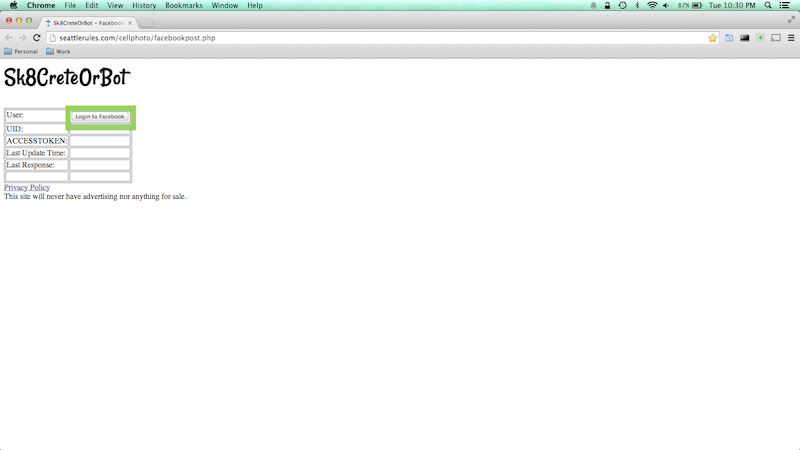 Chrome File Edit View History Bookmarks Window Help 87% Tue 10:30 PM
Sk8CreteOrBot – Facebook
seattlerules.com/cellphoto/facebookpost.php
Personal Work
Sk8CreteOrBot
User: Login to Facebook
UID:
ACCESSTOKEN:
Last Update Time:
Last Response:
Privacy Policy
This site will never have advertising nor anything for sale.